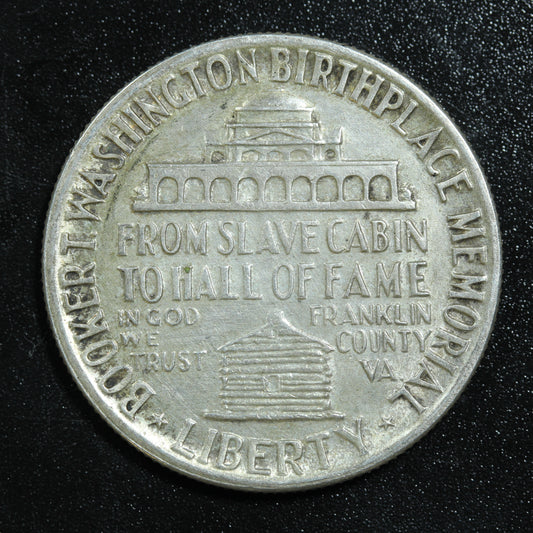 BOOKER T. WASHINGTON BIRTHPLACE MEMORIAL
FROM SLAVE CABIN
TO HALL OF FAME
IN GOD
WE
TRUST
FRANKLIN
COUNTY
VA.
LIBERTY